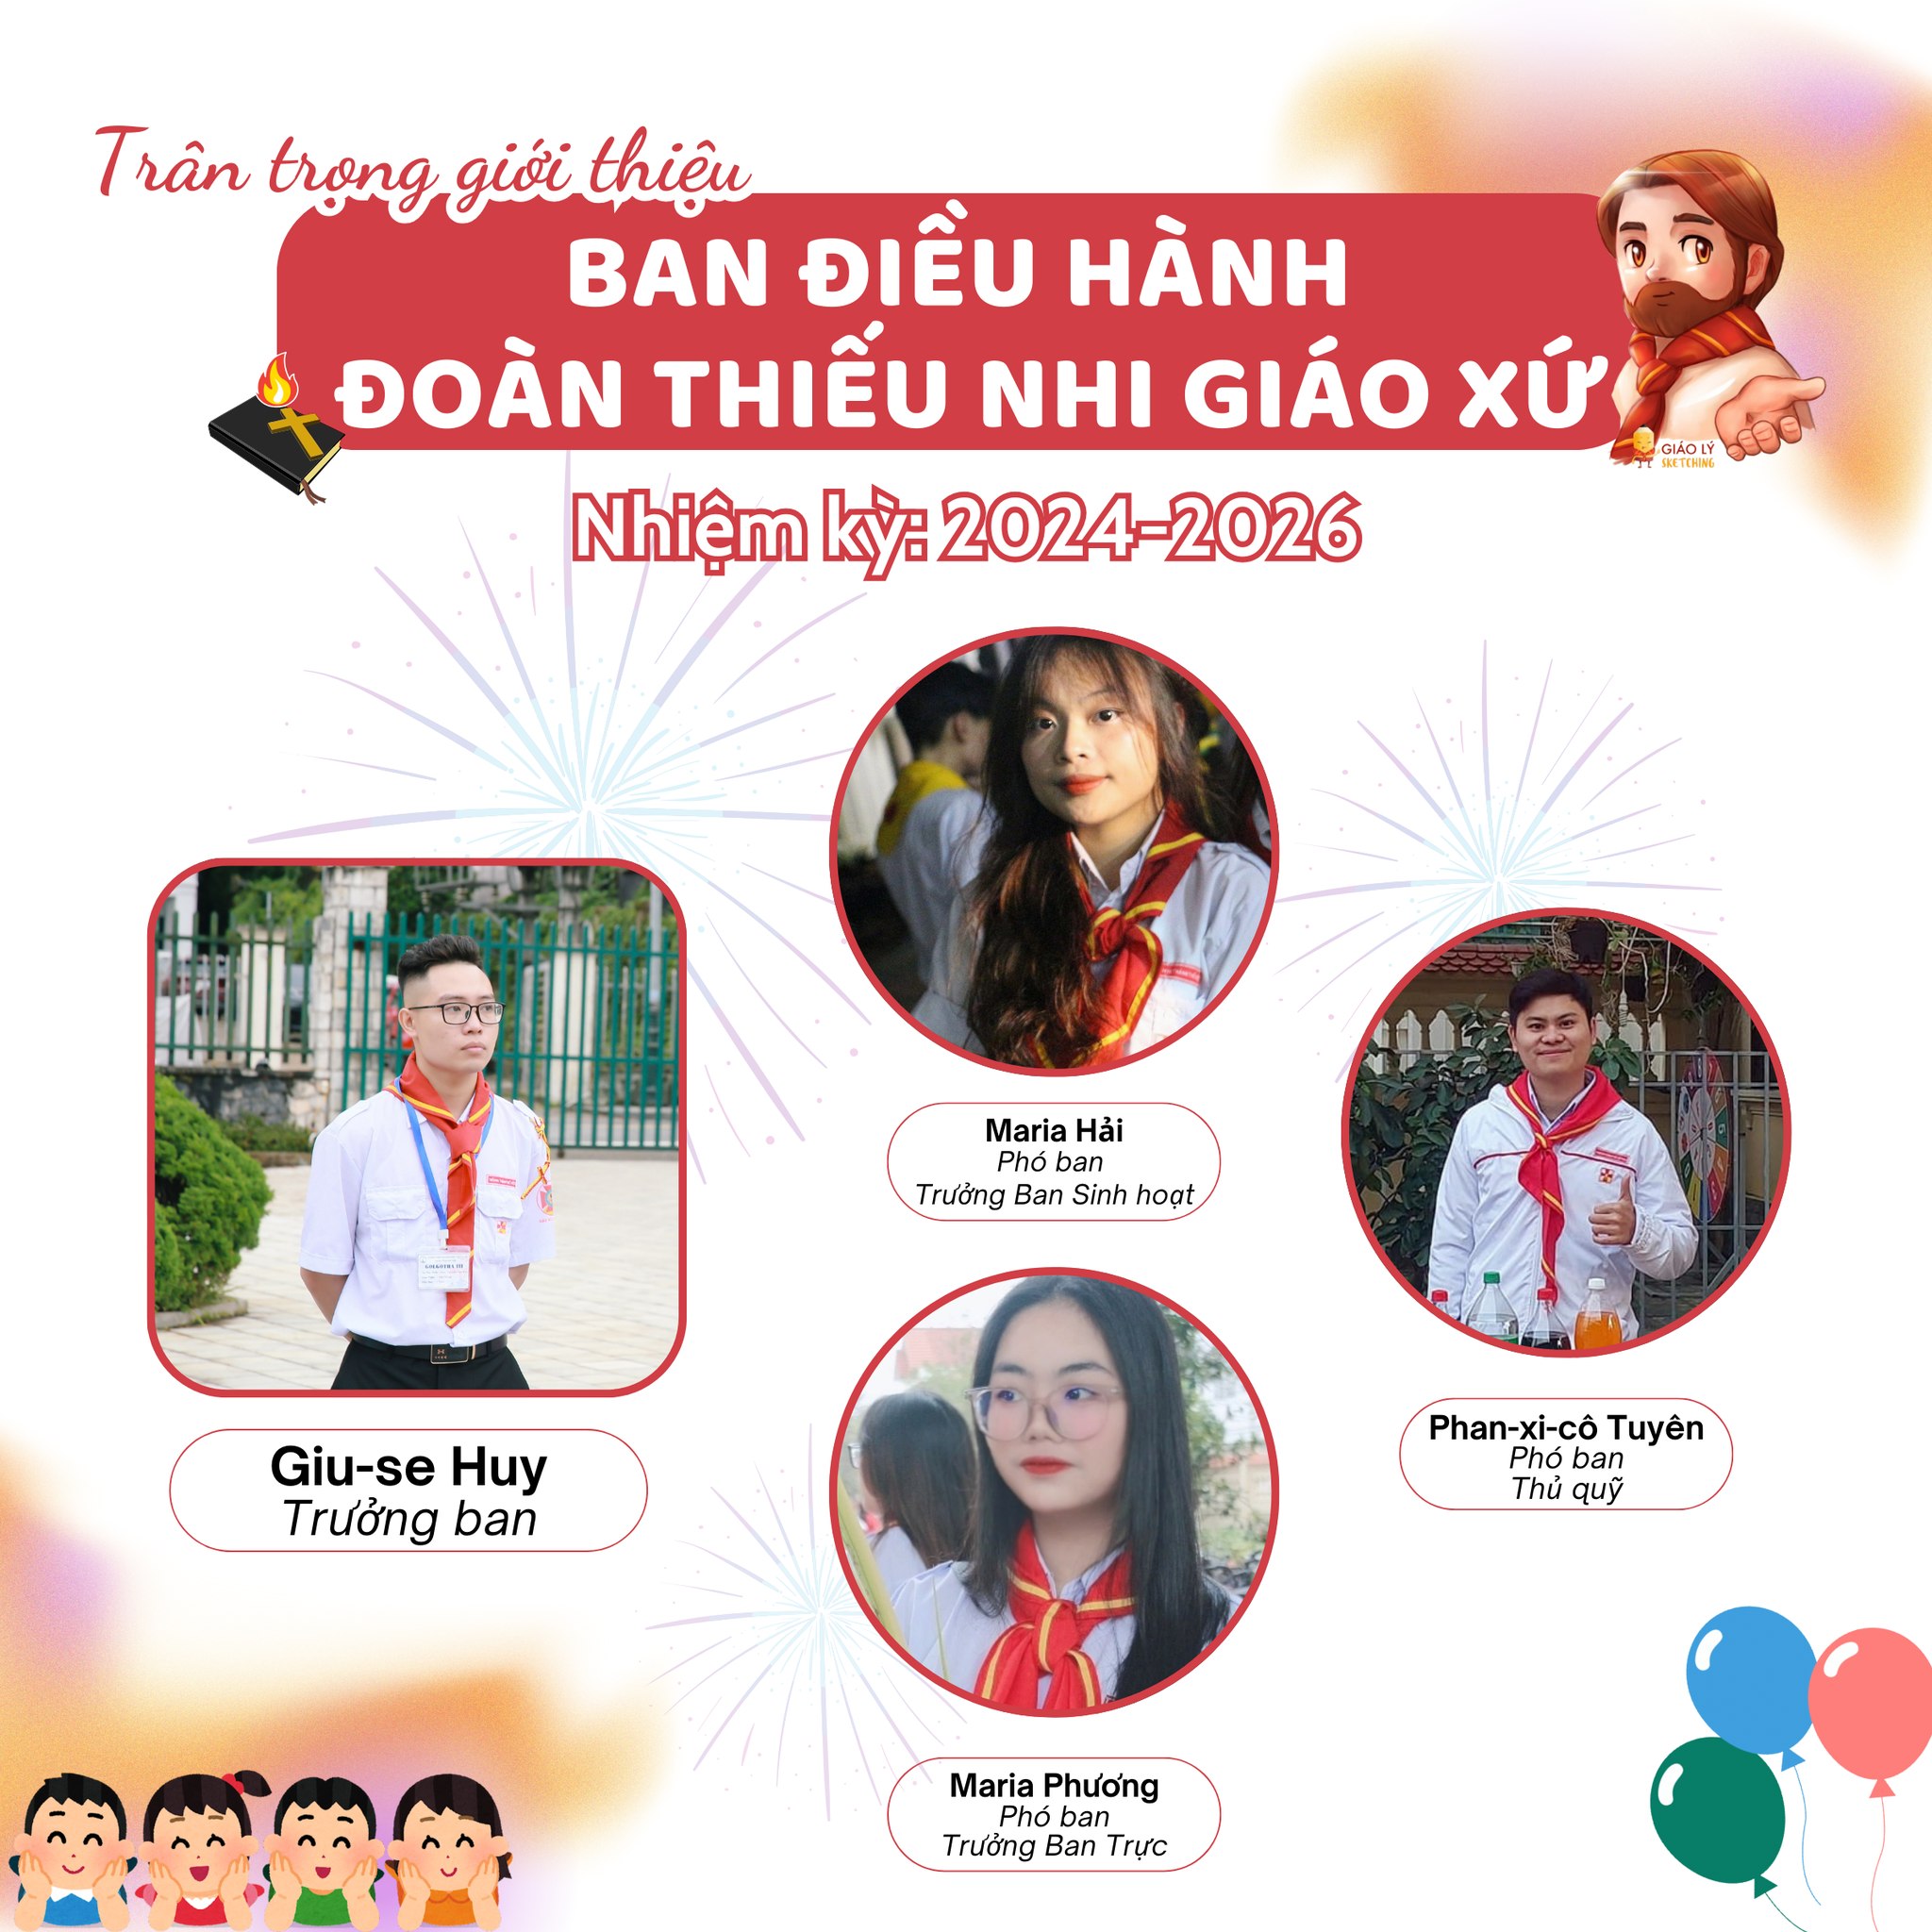 Trân trọng giới thiệu
BAN ĐIỀU HÀNH
ĐOÀN THIẾU NHI GIÁO XỨ
GIÁO LÝ
SKETCHING
Nhiệm kỳ: 2024-2026
Maria Hải
Phó ban
Trưởng Ban Sinh hoạt
GOLGOTHA III
Giu-se Huy
Trưởng ban
Phan-xi-cô Tuyên
Phó ban
Thủ quỹ
Maria Phương
Phó ban
Trưởng Ban Trực